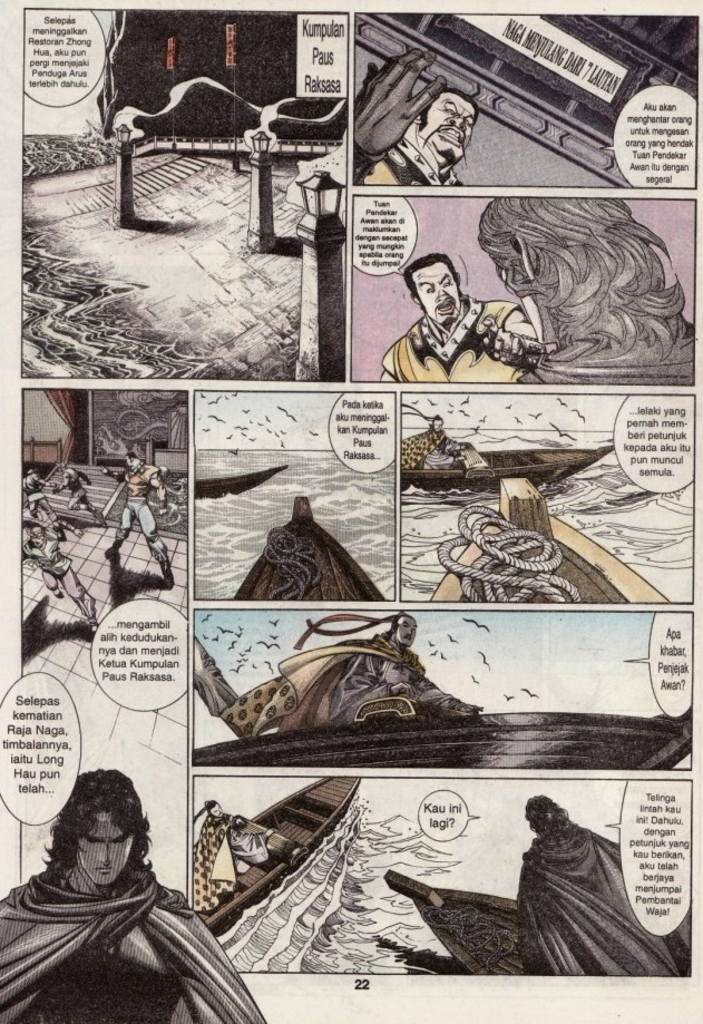 Selepas
meninggalkan
Restoran Zhong
Hua, aku pun
pergi menjejaki
Penduga Arus
terlebih dahulu.
Kumpulan
Paus
Raksasa
NAGA MENJULANG DARI 7 LAUTAN
Aku akan
menghantar orang
untuk mengesan
orang yang hendak
Tuan Pendekar
Awan itu dengan
segera!
Tuan
Pendekar
Awan akan di
maklumkan
dengan secepat
yang mungkin
apabila orang
itu dijumpai!
Selepas
kematian
Raja Naga,
timbalannya,
iaitu Long
Hau pun
telah...
...mengambil
alih kedudukan-
nya dan menjadi
Ketua Kumpulan
Paus Raksasa.
Pada ketika
aku meninggal-
kan Kumpulan
Paus
Raksasa...
...lelaki yang
pernah mem-
beri petunjuk
kepada aku itu
pun muncul
semula.
Apa
khabar,
Penjejak
Awan?
Kau ini
lagi?
Telinga
lintah kau
ini! Dahulu,
dengan
petunjuk yang
kau berikan,
aku telah
berjaya
menjumpai
Pembantai
Waja!
22